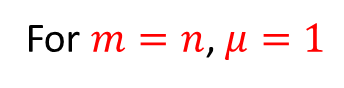 For m = n, μ = 1